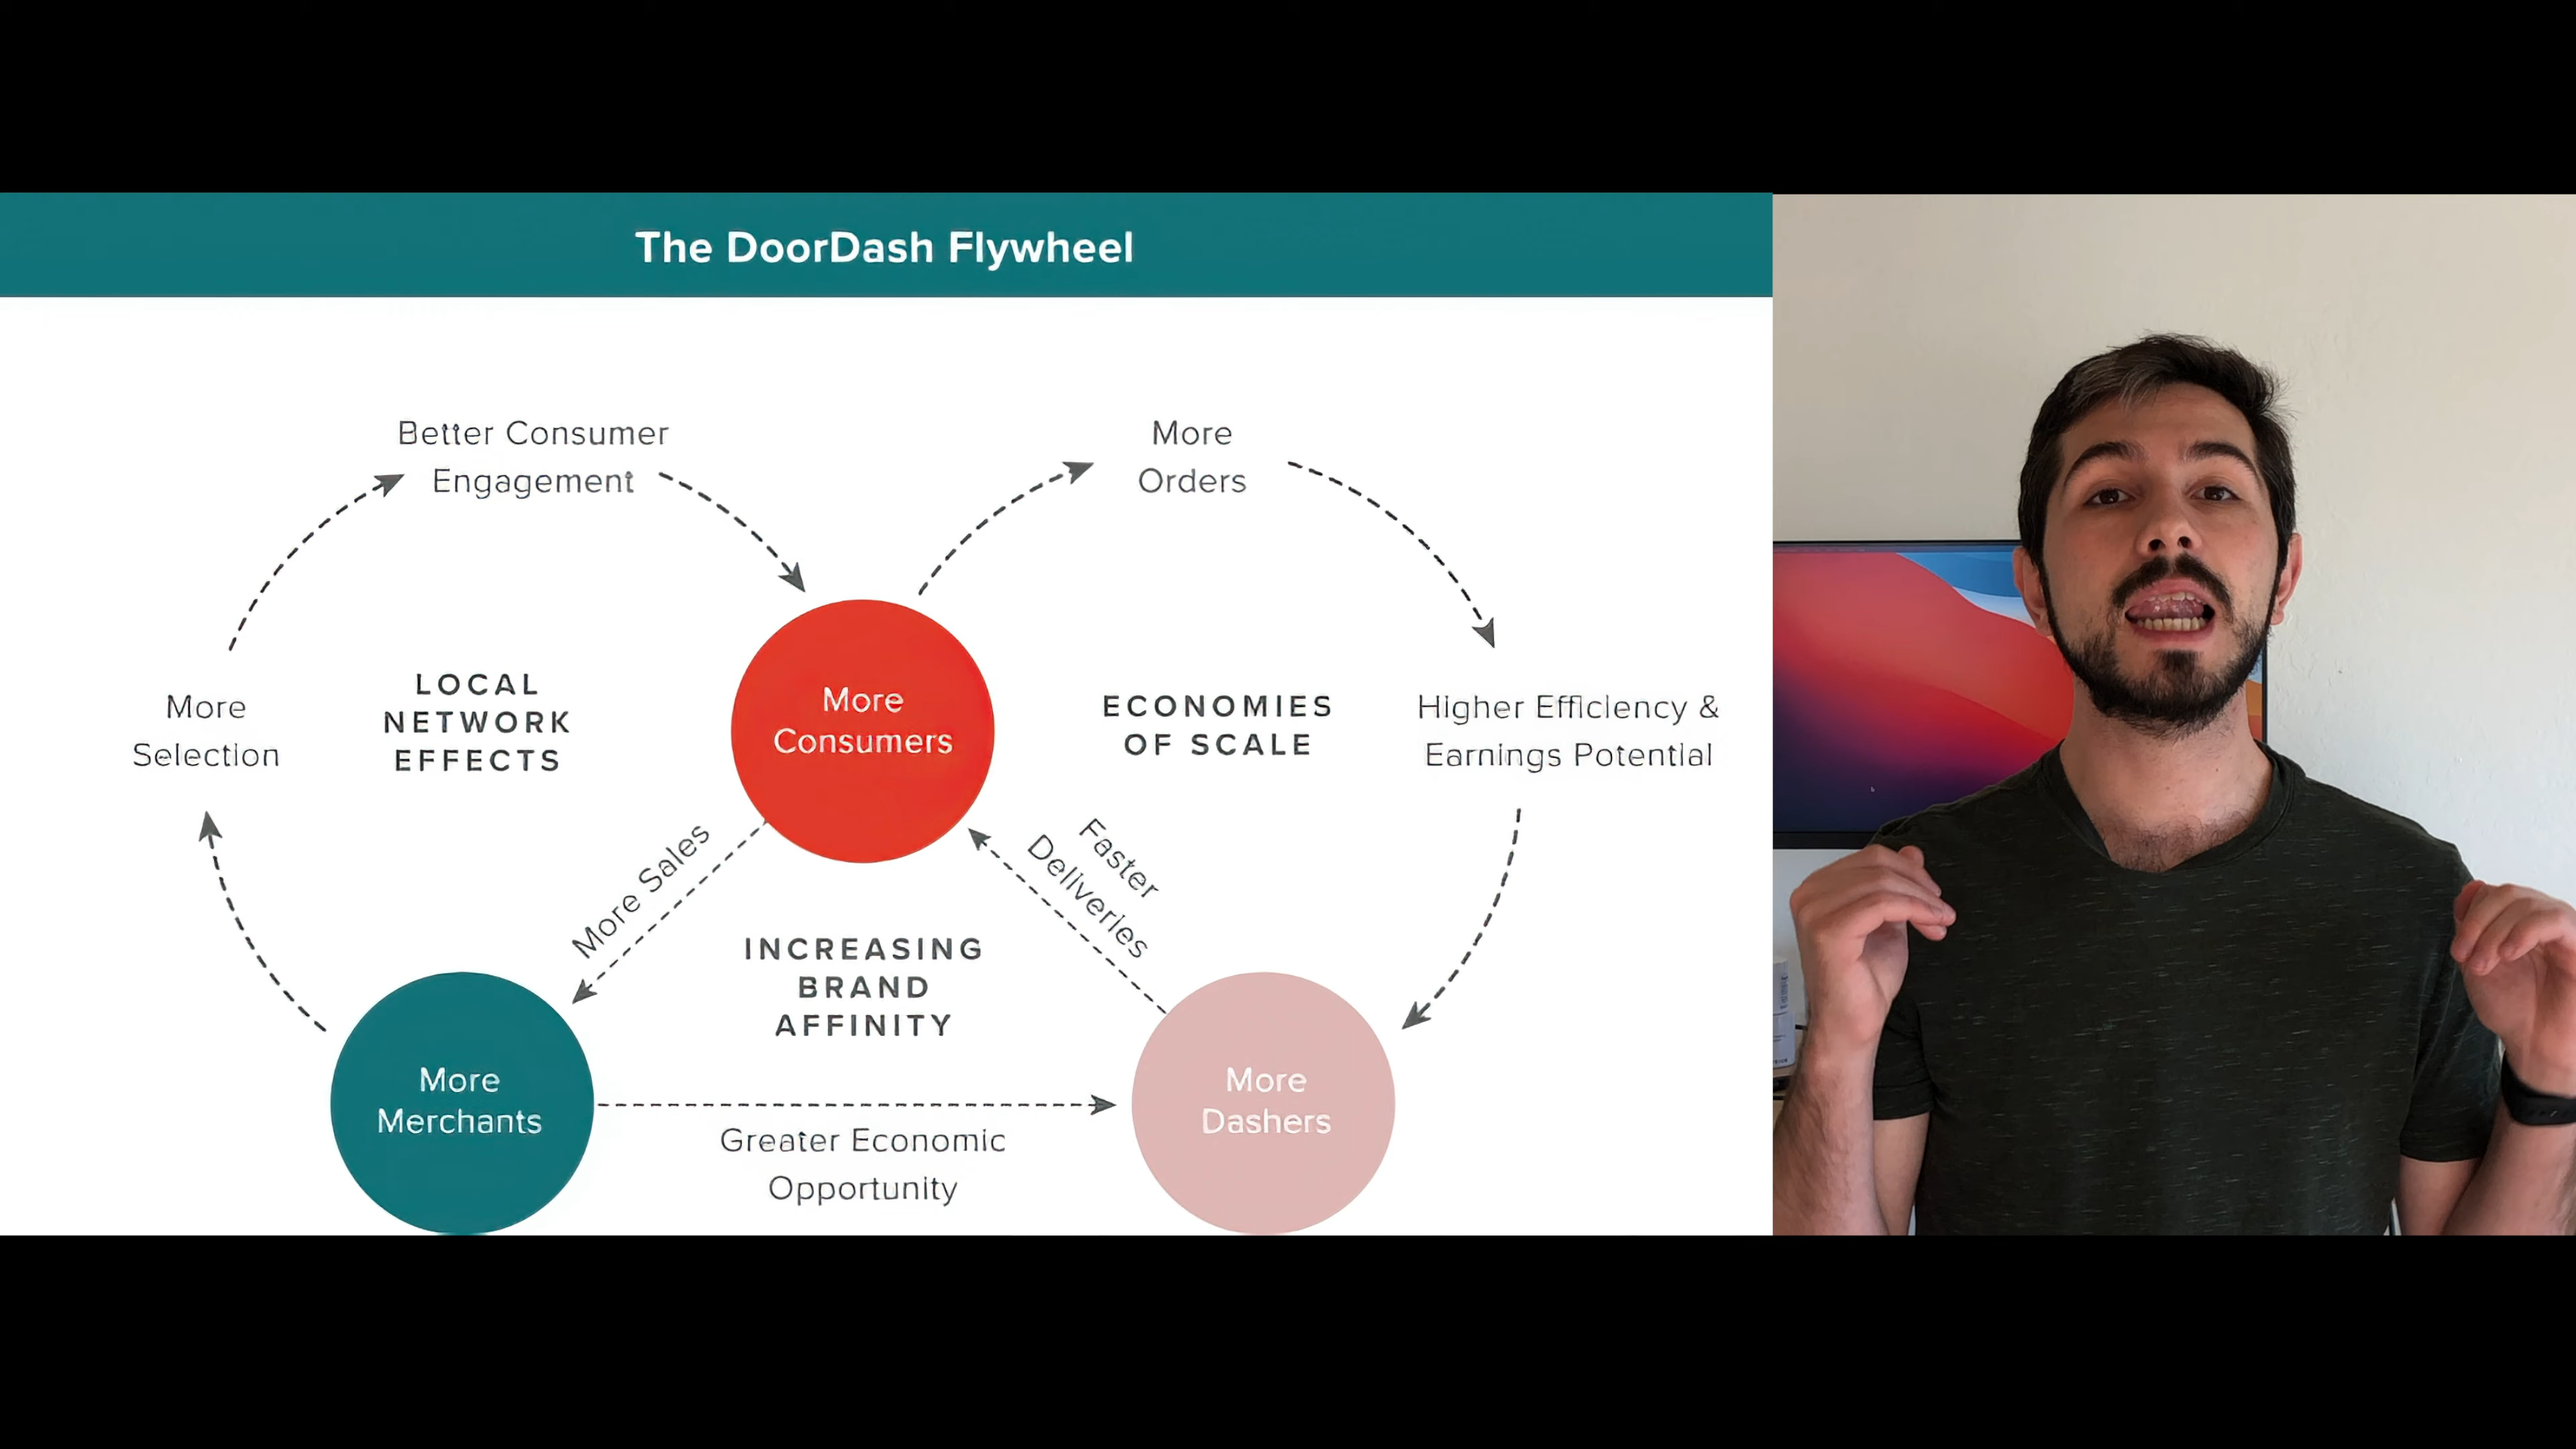 The DoorDash Flywheel
Better Consumer
Engagement
More
Orders
More
Selection
LOCAL
NETWORK
EFFECTS
More
Consumers
ECONOMIES
OF SCALE
Higher Efficiency &
Earnings Potential
More Sales
Faster
Deliveries
INCREASING
BRAND
AFFINITY
More
Merchants
Greater Economic
Opportunity
More
Dashers